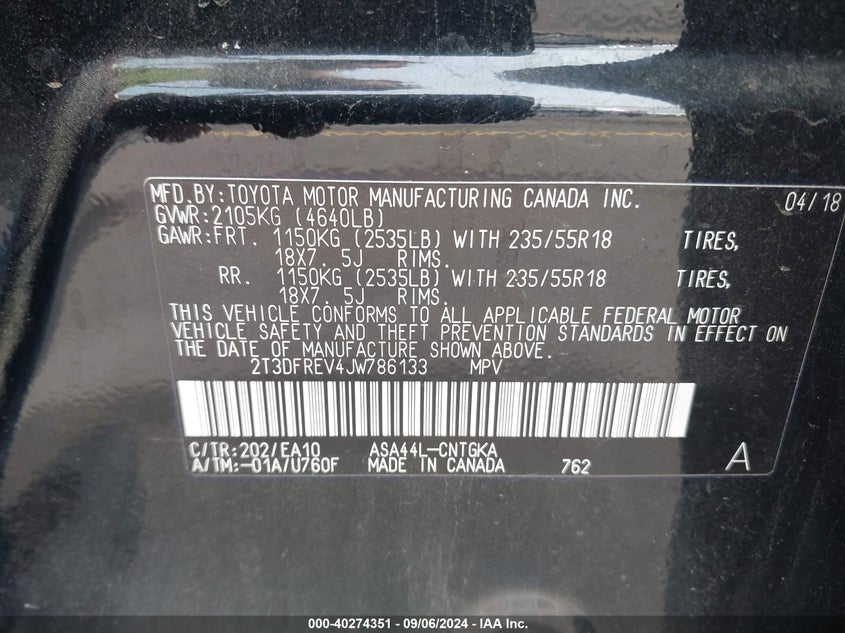 MFD.BY:TOYOTA MOTOR MANUFACTURING CANADA INC. 04/18
GVWR:2105KG (4640LB)
GAWR:FRT. 1150KG (2535LB) WITH 235/55R18 TIRES,
18X7. 5J RIMS.
RR. 1150KG (2535LB) WITH 235/55R18 TIRES,
18X7. 5J RIMS.
THIS VEHICLE CONFORMS TO ALL APPLICABLE FEDERAL MOTOR
VEHICLE SAFETY AND THEFT PREVENTION STANDARDS IN EFFECT ON
THE DATE OF MANUFACTURE SHOWN ABOVE.
2T3DFREV4JW786133 MPV
C/TR:202/EA10 ASA44L-CNTGKA
A/TM:-01A/U760F MADE IN CANADA 762 A
000-40274351 - 09/06/2024 - IAA Inc.